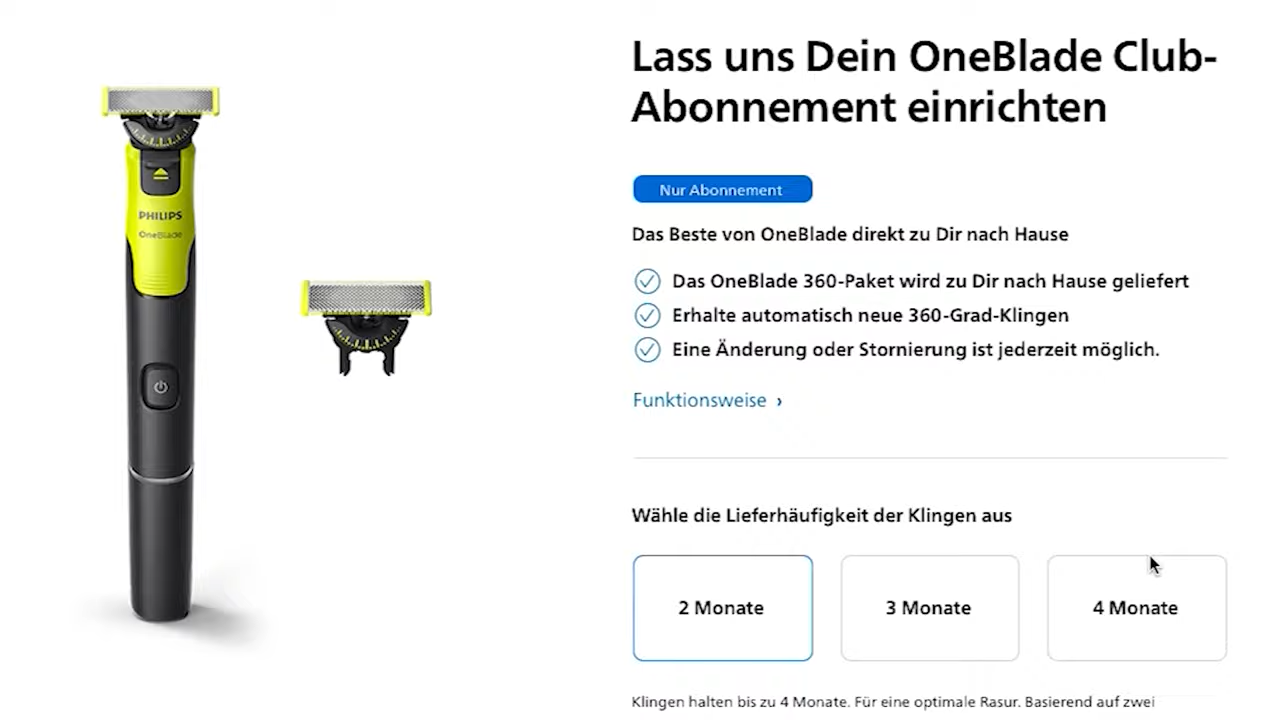 Lass uns Dein OneBlade Club-
Abonnement einrichten
PHILIPS
OneBlade
Nur Abonnement
Das Beste von OneBlade direkt zu Dir nach Hause
Das OneBlade 360-Paket wird zu Dir nach Hause geliefert
Erhalte automatisch neue 360-Grad-Klingen
Eine Änderung oder Stornierung ist jederzeit möglich.
Funktionsweise ›
Wähle die Lieferhäufigkeit der Klingen aus
2 Monate
3 Monate
4 Monate
Klingen halten bis zu 4 Monate. Für eine optimale Rasur. Basierend auf zwei